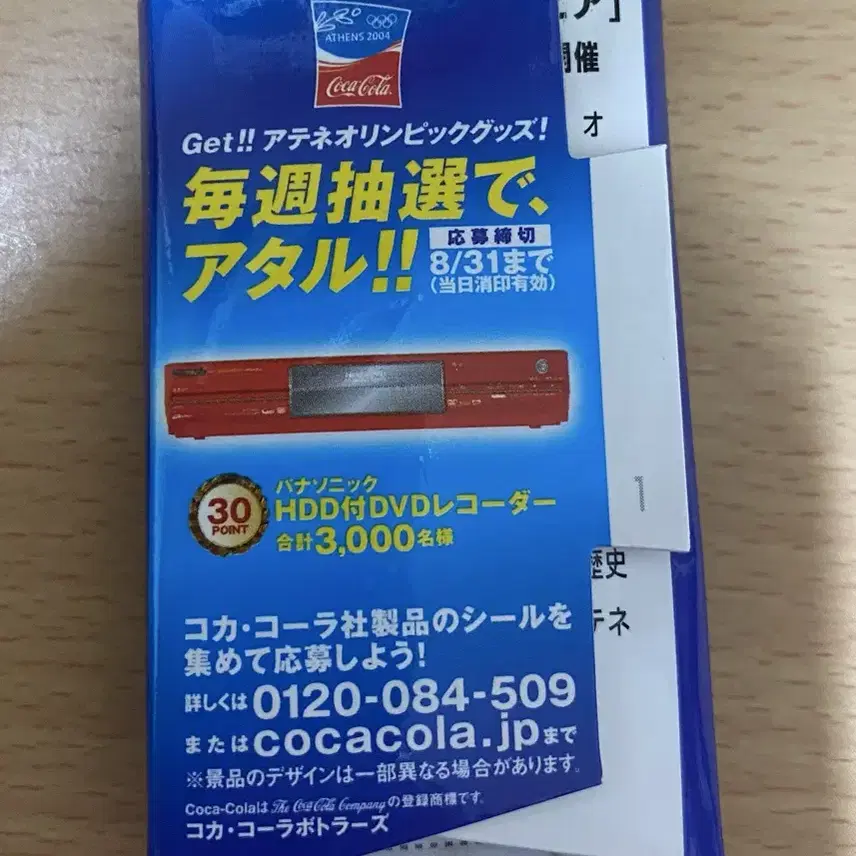 ATHENS 2004
Coca-Cola
ア」
開催
オ
Get!! アテネオリンピックグッズ!
毎週抽選で、
アタル!!
応募締切
8/31まで
(当日消印有効)
30
POINT
パナソニック
HDD付DVDレコーダー
合計3,000名様
1
歴史
テネ
コカ・コーラ社製品のシールを
集めて応募しよう!
詳しくは 0120-084-509
または cocacola.jp まで
※景品のデザインは一部異なる場合があります。
Coca-Colaは The Coca-Cola Company の登録商標です。
コカ・コーラボトラーズ